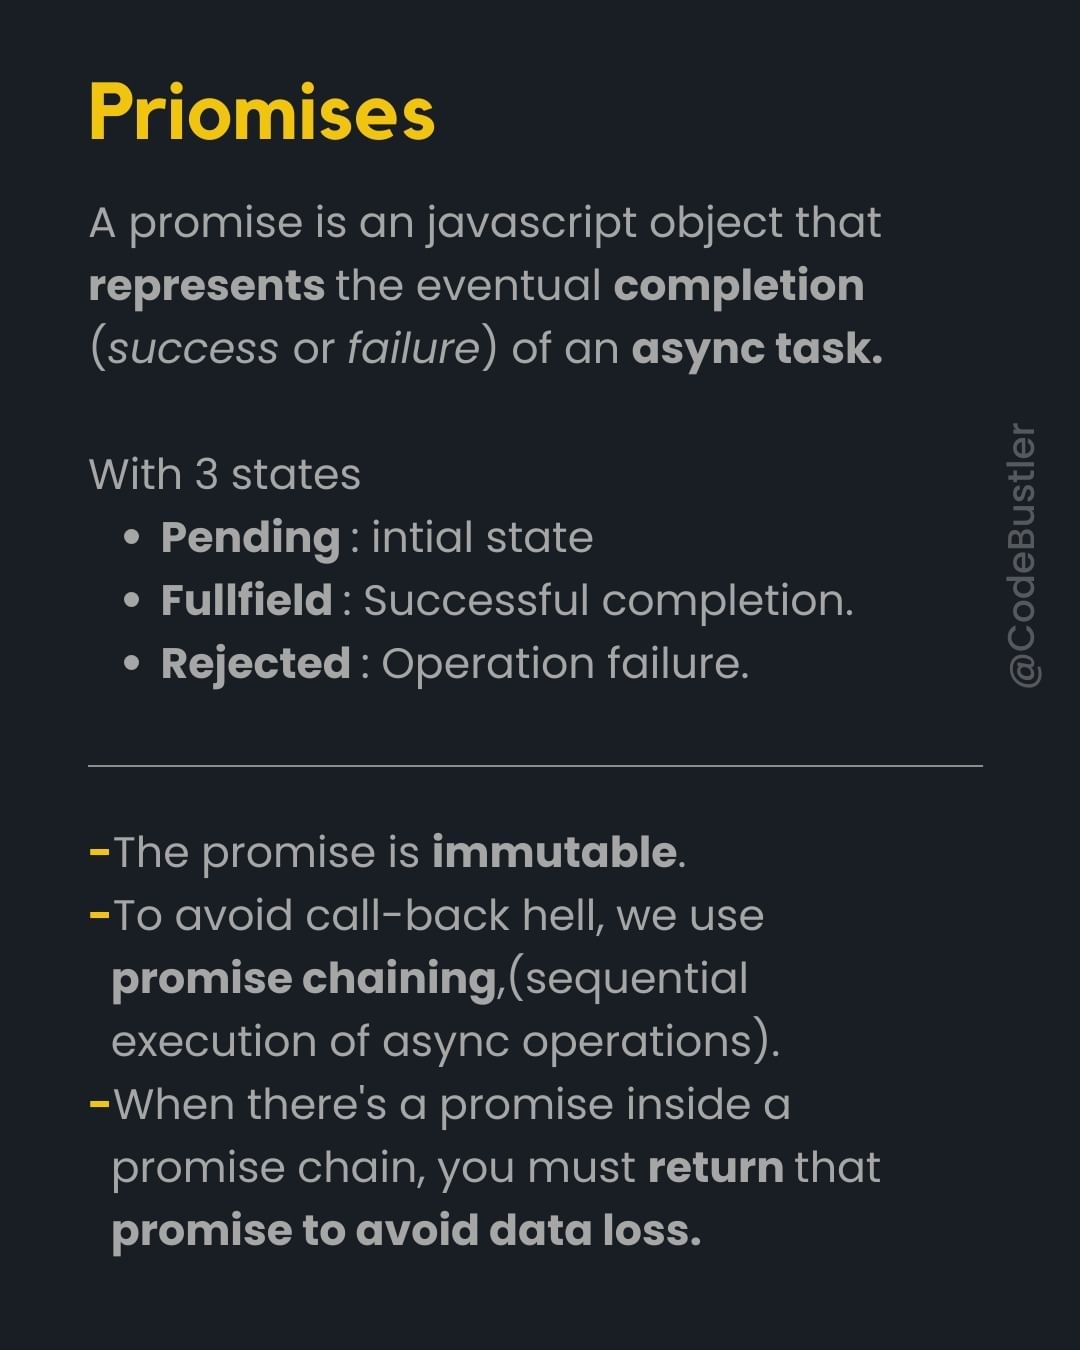 Priomises
A promise is an javascript object that
represents the eventual completion
(success or failure) of an async task.
With 3 states
• Pending : intial state
• Fullfield : Successful completion.
• Rejected : Operation failure.
@CodeBustler
-The promise is immutable.
-To avoid call-back hell, we use
promise chaining,(sequential
execution of async operations).
-When there's a promise inside a
promise chain, you must return that
promise to avoid data loss.